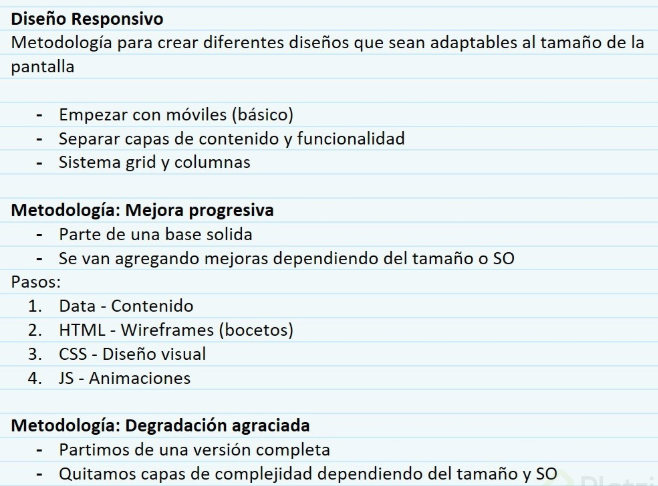 Diseño Responsivo
Metodología para crear diferentes diseños que sean adaptables al tamaño de la
pantalla
- Empezar con móviles (básico)
- Separar capas de contenido y funcionalidad
- Sistema grid y columnas
Metodología: Mejora progresiva
- Parte de una base solida
- Se van agregando mejoras dependiendo del tamaño o SO
Pasos:
1. Data - Contenido
2. HTML - Wireframes (bocetos)
3. CSS - Diseño visual
4. JS - Animaciones
Metodología: Degradación agraciada
- Partimos de una versión completa
- Quitamos capas de complejidad dependiendo del tamaño y SO